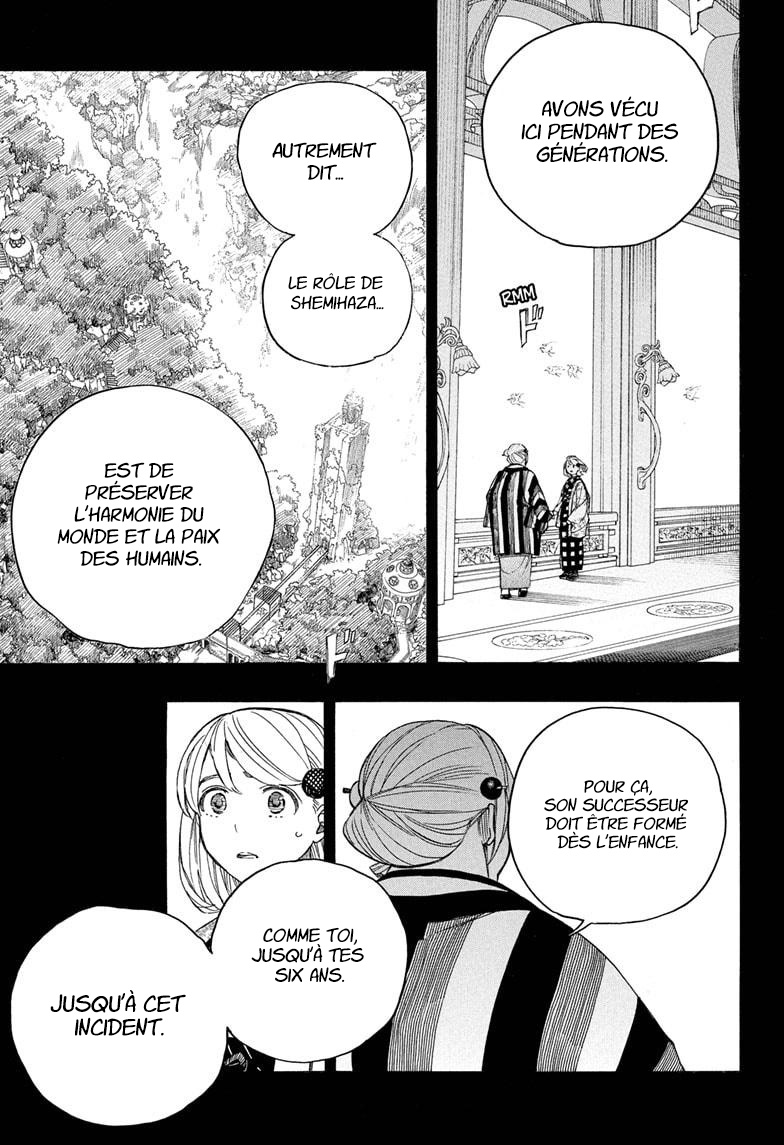 AVONS VÉCU
ICI PENDANT DES
GÉNÉRATIONS.
RMM
ド
AUTREMENT
DIT...
LE RÔLE DE
SHEMIHAZA...
EST DE
PRÉSERVER
L'HARMONIE DU
MONDE ET LA PAIX
DES HUMAINS.
ド
POUR ÇA,
SON SUCCESSEUR
DOIT ÊTRE FORMÉ
DÈS L'ENFANCE.
COMME TOI,
JUSQU'À TES
SIX ANS.
JUSQU'À CET
INCIDENT.